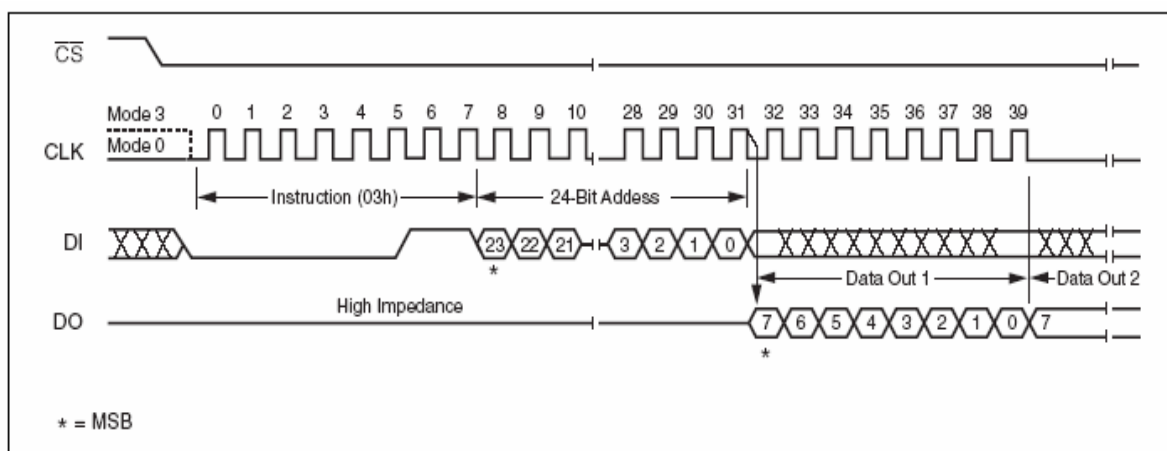 CS
Mode 3
0 1 2 3 4 5 6 7 8 9 10 28 29 30 31 32 33 34 35 36 37 38 39
CLK
Mode 0
Instruction (03h)
24-Bit Addess
DI
23 22 21 3 2 1 0
*
Data Out 1
Data Out 2
High Impedance
DO
7 6 5 4 3 2 1 0 7
*
* = MSB